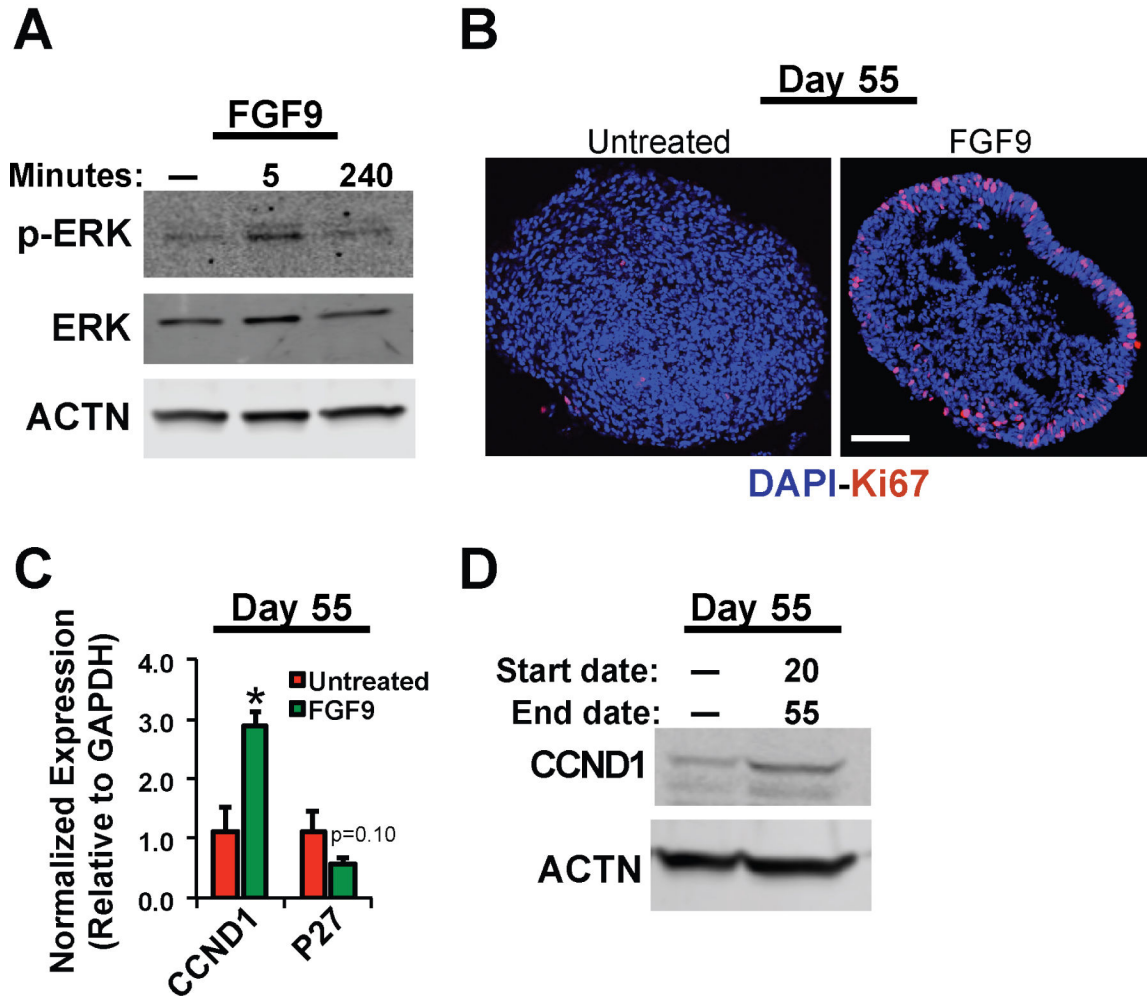 A
FGF9
Minutes: — 5 240
p-ERK
ERK
ACTN
B
Day 55
Untreated FGF9
DAPI-Ki67
C
Day 55
Normalized Expression
(Relative to GAPDH)
4.0
3.0
2.0
1.0
0.0
Untreated
FGF9
*
p=0.10
CCND1
P27
D
Day 55
Start date: — 20
End date: — 55
CCND1
ACTN